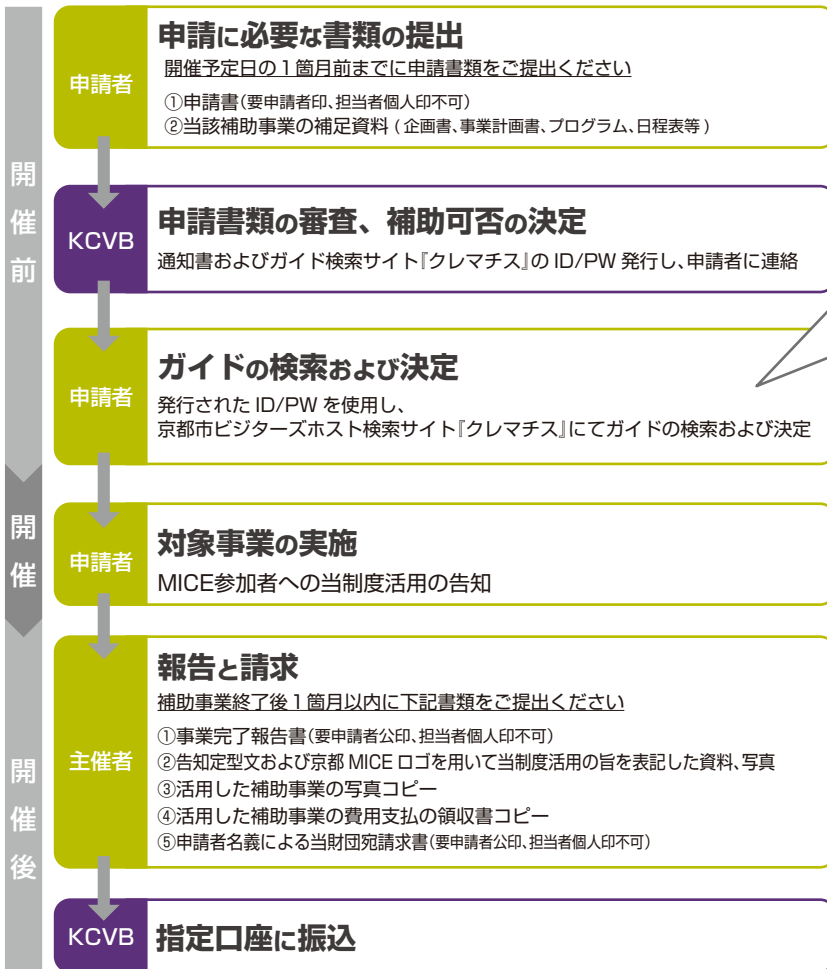 開催前
申請者
申請に必要な書類の提出
開催予定日の1箇月前までに申請書類をご提出ください
①申請書(要申請者印、担当者個人印不可)
②当該補助事業の補足資料(企画書、事業計画書、プログラム、日程表等)
KCVB
申請書類の審査、補助可否の決定
通知書およびガイド検索サイト『クレマチス』の ID/PW 発行し、申請者に連絡
申請者
ガイドの検索および決定
発行された ID/PW を使用し、
京都市ビジターズホスト検索サイト『クレマチス』にてガイドの検索および決定
開催
申請者
対象事業の実施
MICE参加者への当制度活用の告知
開催後
主催者
報告と請求
補助事業終了後1箇月以内に下記書類をご提出ください
①事業完了報告書(要申請者公印、担当者個人印不可)
②告知定型文および京都 MICE ロゴを用いて当制度活用の旨を表記した資料、写真
③活用した補助事業の写真コピー
④活用した補助事業の費用支払の領収書コピー
⑤申請者名義による当財団宛請求書(要申請者公印、担当者個人印不可)
KCVB
指定口座に振込